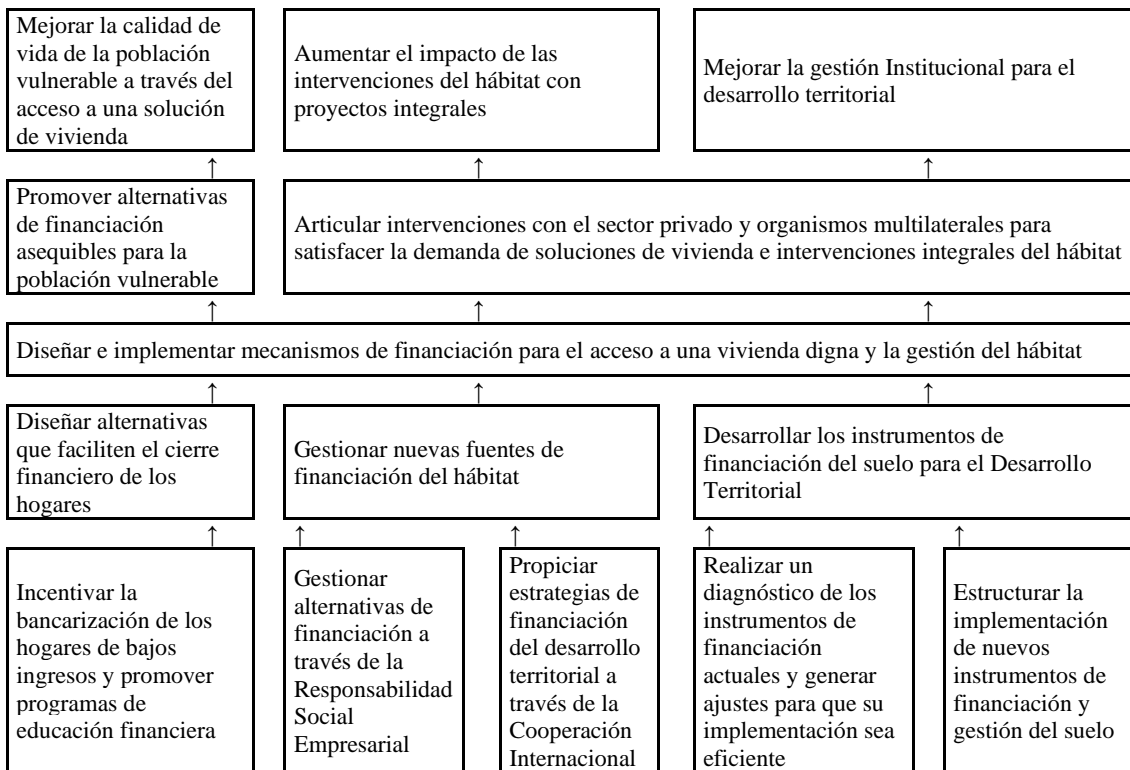 Mejorar la calidad de
vida de la población
vulnerable a través del
acceso a una solución
de vivienda
Aumentar el impacto de las
intervenciones del hábitat con
proyectos integrales
Mejorar la gestión Institucional para el
desarrollo territorial
↑ ↑ ↑
Promover alternativas
de financiación
asequibles para la
población vulnerable
Articular intervenciones con el sector privado y organismos multilaterales para
satisfacer la demanda de soluciones de vivienda e intervenciones integrales del hábitat
↑ ↑ ↑
Diseñar e implementar mecanismos de financiación para el acceso a una vivienda digna y la gestión del hábitat
↑ ↑ ↑
Diseñar alternativas
que faciliten el cierre
financiero de los
hogares
Gestionar nuevas fuentes de
financiación del hábitat
Desarrollar los instrumentos de
financiación del suelo para el Desarrollo
Territorial
↑ ↑ ↑ ↑ ↑
Incentivar la
bancarización de los
hogares de bajos
ingresos y promover
programas de
educación financiera
Gestionar
alternativas de
financiación a
través de la
Responsabilidad
Social
Empresarial
Propiciar
estrategias de
financiación
del desarrollo
territorial a
través de la
Cooperación
Internacional
Realizar un
diagnóstico de los
instrumentos de
financiación
actuales y generar
ajustes para que su
implementación sea
eficiente
Estructurar la
implementación
de nuevos
instrumentos de
financiación y
gestión del suelo